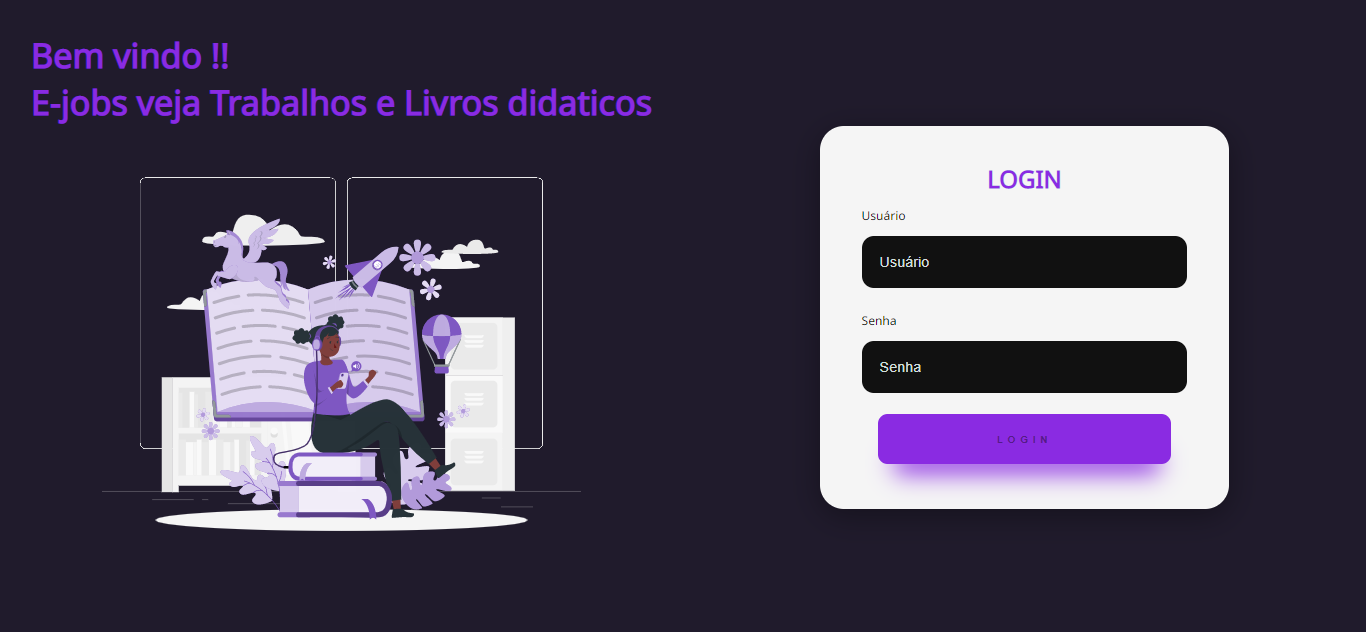 Bem vindo !!
E-jobs veja Trabalhos e Livros didaticos
LOGIN
Usuário
Usuário
Senha
Senha
LOGIN